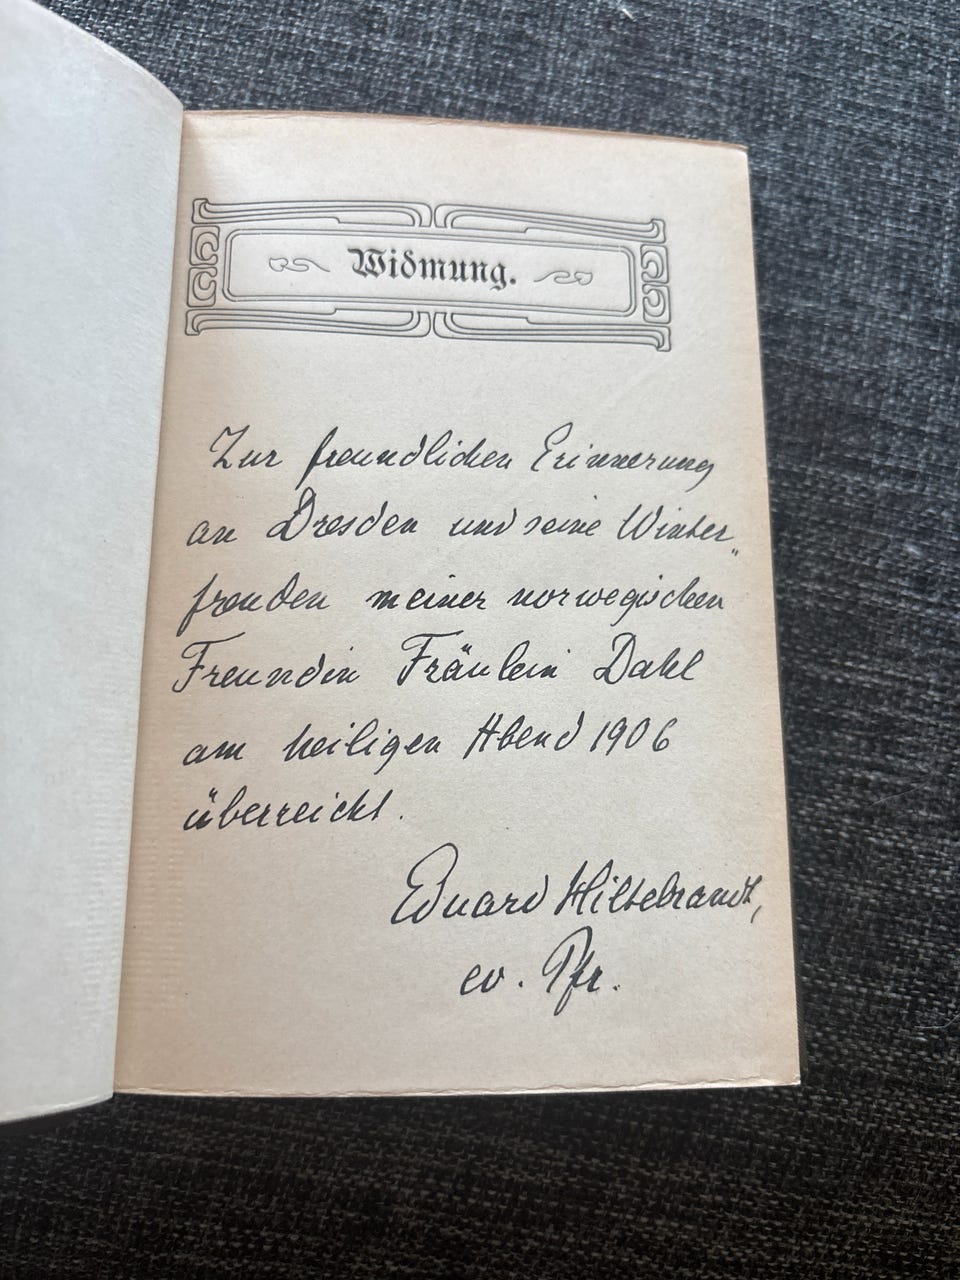 Widmung.
Zur freundlichen Erinnerung
an Dresden und seine Winter„
freuden meiner norwegischen
Freundin Fräulein Dahl
am heiligen Abend 1906
überreicht.
Eduard Hiltebrandt,
ev. Pfr.